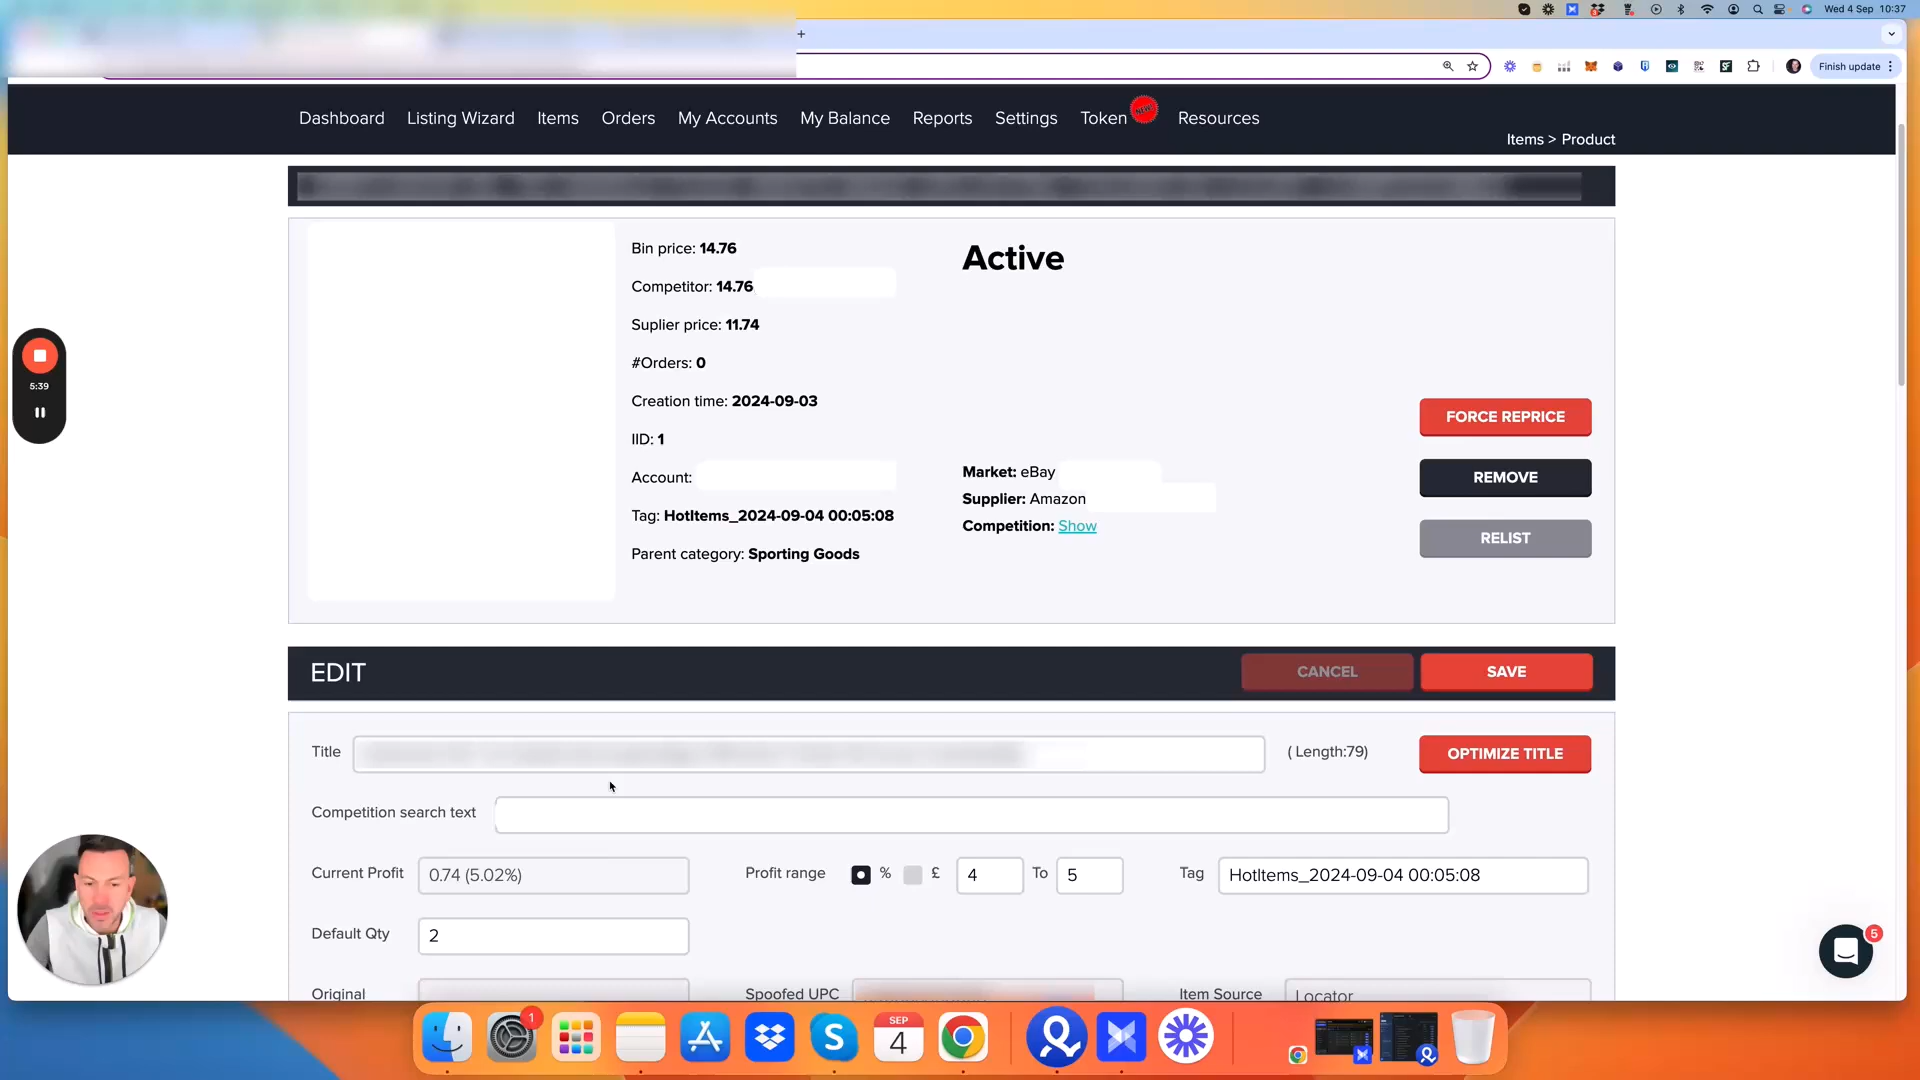 Wed 4 Sep 10:37
Finish update
Dashboard Listing Wizard Items Orders My Accounts My Balance Reports Settings Token NEW Resources
Items > Product
Bin price: 14.76
Competitor: 14.76
Suplier price: 11.74
#Orders: 0
Creation time: 2024-09-03
IID: 1
Account:
Tag: HotItems_2024-09-04 00:05:08
Parent category: Sporting Goods
Active
Market: eBay
Supplier: Amazon
Competition: Show
FORCE REPRICE
REMOVE
RELIST
5:39
EDIT
CANCEL
SAVE
Title
( Length:79)
OPTIMIZE TITLE
Competition search text
Current Profit 0.74 (5.02%)
Profit range % £ 4 To 5
Tag HotItems_2024-09-04 00:05:08
Default Qty 2
Original
Spoofed UPC
Item Source Locator
5
1
SEP
4